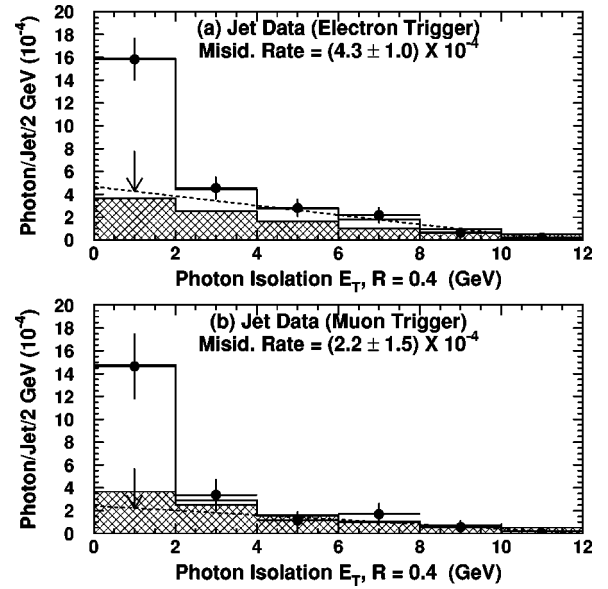 (a) Jet Data (Electron Trigger)
Misid. Rate = (4.3 ± 1.0) X 10⁻⁴
Photon/Jet/2 GeV (10⁻⁴)
20
18
16
14
12
10
8
6
4
2
0
0 2 4 6 8 10 12
Photon Isolation E_T, R = 0.4 (GeV)
(b) Jet Data (Muon Trigger)
Misid. Rate = (2.2 ± 1.5) X 10⁻⁴
Photon/Jet/2 GeV (10⁻⁴)
20
18
16
14
12
10
8
6
4
2
0
0 2 4 6 8 10 12
Photon Isolation E_T, R = 0.4 (GeV)